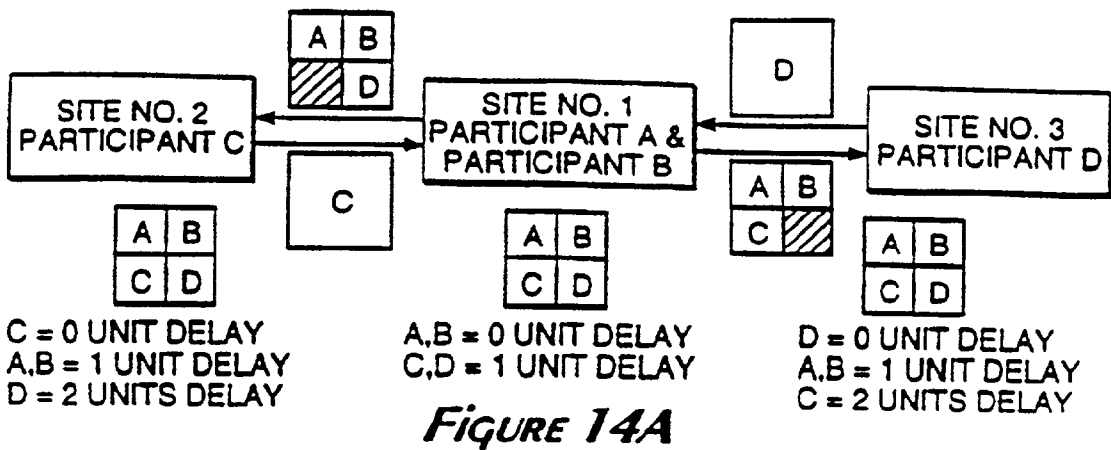 A B
D
D
SITE NO. 2
PARTICIPANT C
SITE NO. 1
PARTICIPANT A &
PARTICIPANT B
SITE NO. 3
PARTICIPANT D
C
A B
C
A B
C D
A B
C D
A B
C D
C = 0 UNIT DELAY
A,B = 1 UNIT DELAY
D = 2 UNITS DELAY
A,B = 0 UNIT DELAY
C,D = 1 UNIT DELAY
D = 0 UNIT DELAY
A,B = 1 UNIT DELAY
C = 2 UNITS DELAY
FIGURE 14A